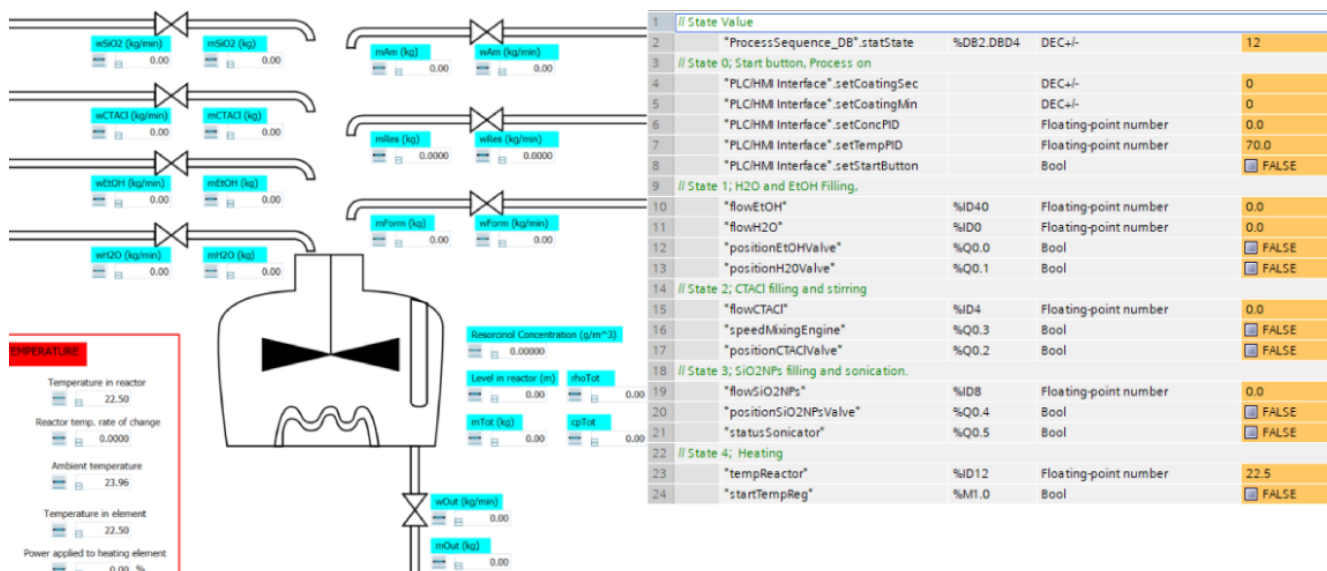 wSiO2 (kg/min) mSiO2 (kg)
0.00 0.00
mAm (kg) wAm (kg/min)
0.00 0.00
wCTACl (kg/min) mCTACl (kg)
0.00 0.00
mRes (kg) wRes (kg/min)
0.0000 0.0000
wEtOH (kg/min) mEtOH (kg)
0.00 0.00
mForm (kg) wForm (kg/min)
0.00 0.00
wH2O (kg/min) mH2O (kg)
0.00 0.00
Resorcinol Concentration (g/m^3)
0.00000
Level in reactor (m) rhoTot
0.00 0.00
mTot (kg) cpTot
0.00 0.00
wOut (kg/min)
0.00
mOut (kg)
0.00
EMPERATURE
Temperature in reactor
22.50
Reactor temp. rate of change
0.0000
Ambient temperature
23.96
Temperature in element
22.50
Power applied to heating element
0.00 %
1 // State Value
2 "ProcessSequence_DB".statState %DB2.DBD4 DEC+/- 12
3 // State 0; Start button, Process on
4 "PLC/HMI Interface".setCoatingSec DEC+/- 0
5 "PLC/HMI Interface".setCoatingMin DEC+/- 0
6 "PLC/HMI Interface".setConcPID Floating-point number 0.0
7 "PLC/HMI Interface".setTempPID Floating-point number 70.0
8 "PLC/HMI Interface".setStartButton Bool FALSE
9 // State 1; H2O and EtOH Filling,
10 "flowEtOH" %ID40 Floating-point number 0.0
11 "flowH2O" %ID0 Floating-point number 0.0
12 "positionEtOHValve" %Q0.0 Bool FALSE
13 "positionH20Valve" %Q0.1 Bool FALSE
14 // State 2; CTACl filling and stirring
15 "flowCTACl" %ID4 Floating-point number 0.0
16 "speedMixingEngine" %Q0.3 Bool FALSE
17 "positionCTAClValve" %Q0.2 Bool FALSE
18 // State 3; SiO2NPs filling and sonication.
19 "flowSiO2NPs" %ID8 Floating-point number 0.0
20 "positionSiO2NPsValve" %Q0.4 Bool FALSE
21 "statusSonicator" %Q0.5 Bool FALSE
22 // State 4; Heating
23 "tempReactor" %ID12 Floating-point number 22.5
24 "startTempReg" %M1.0 Bool FALSE